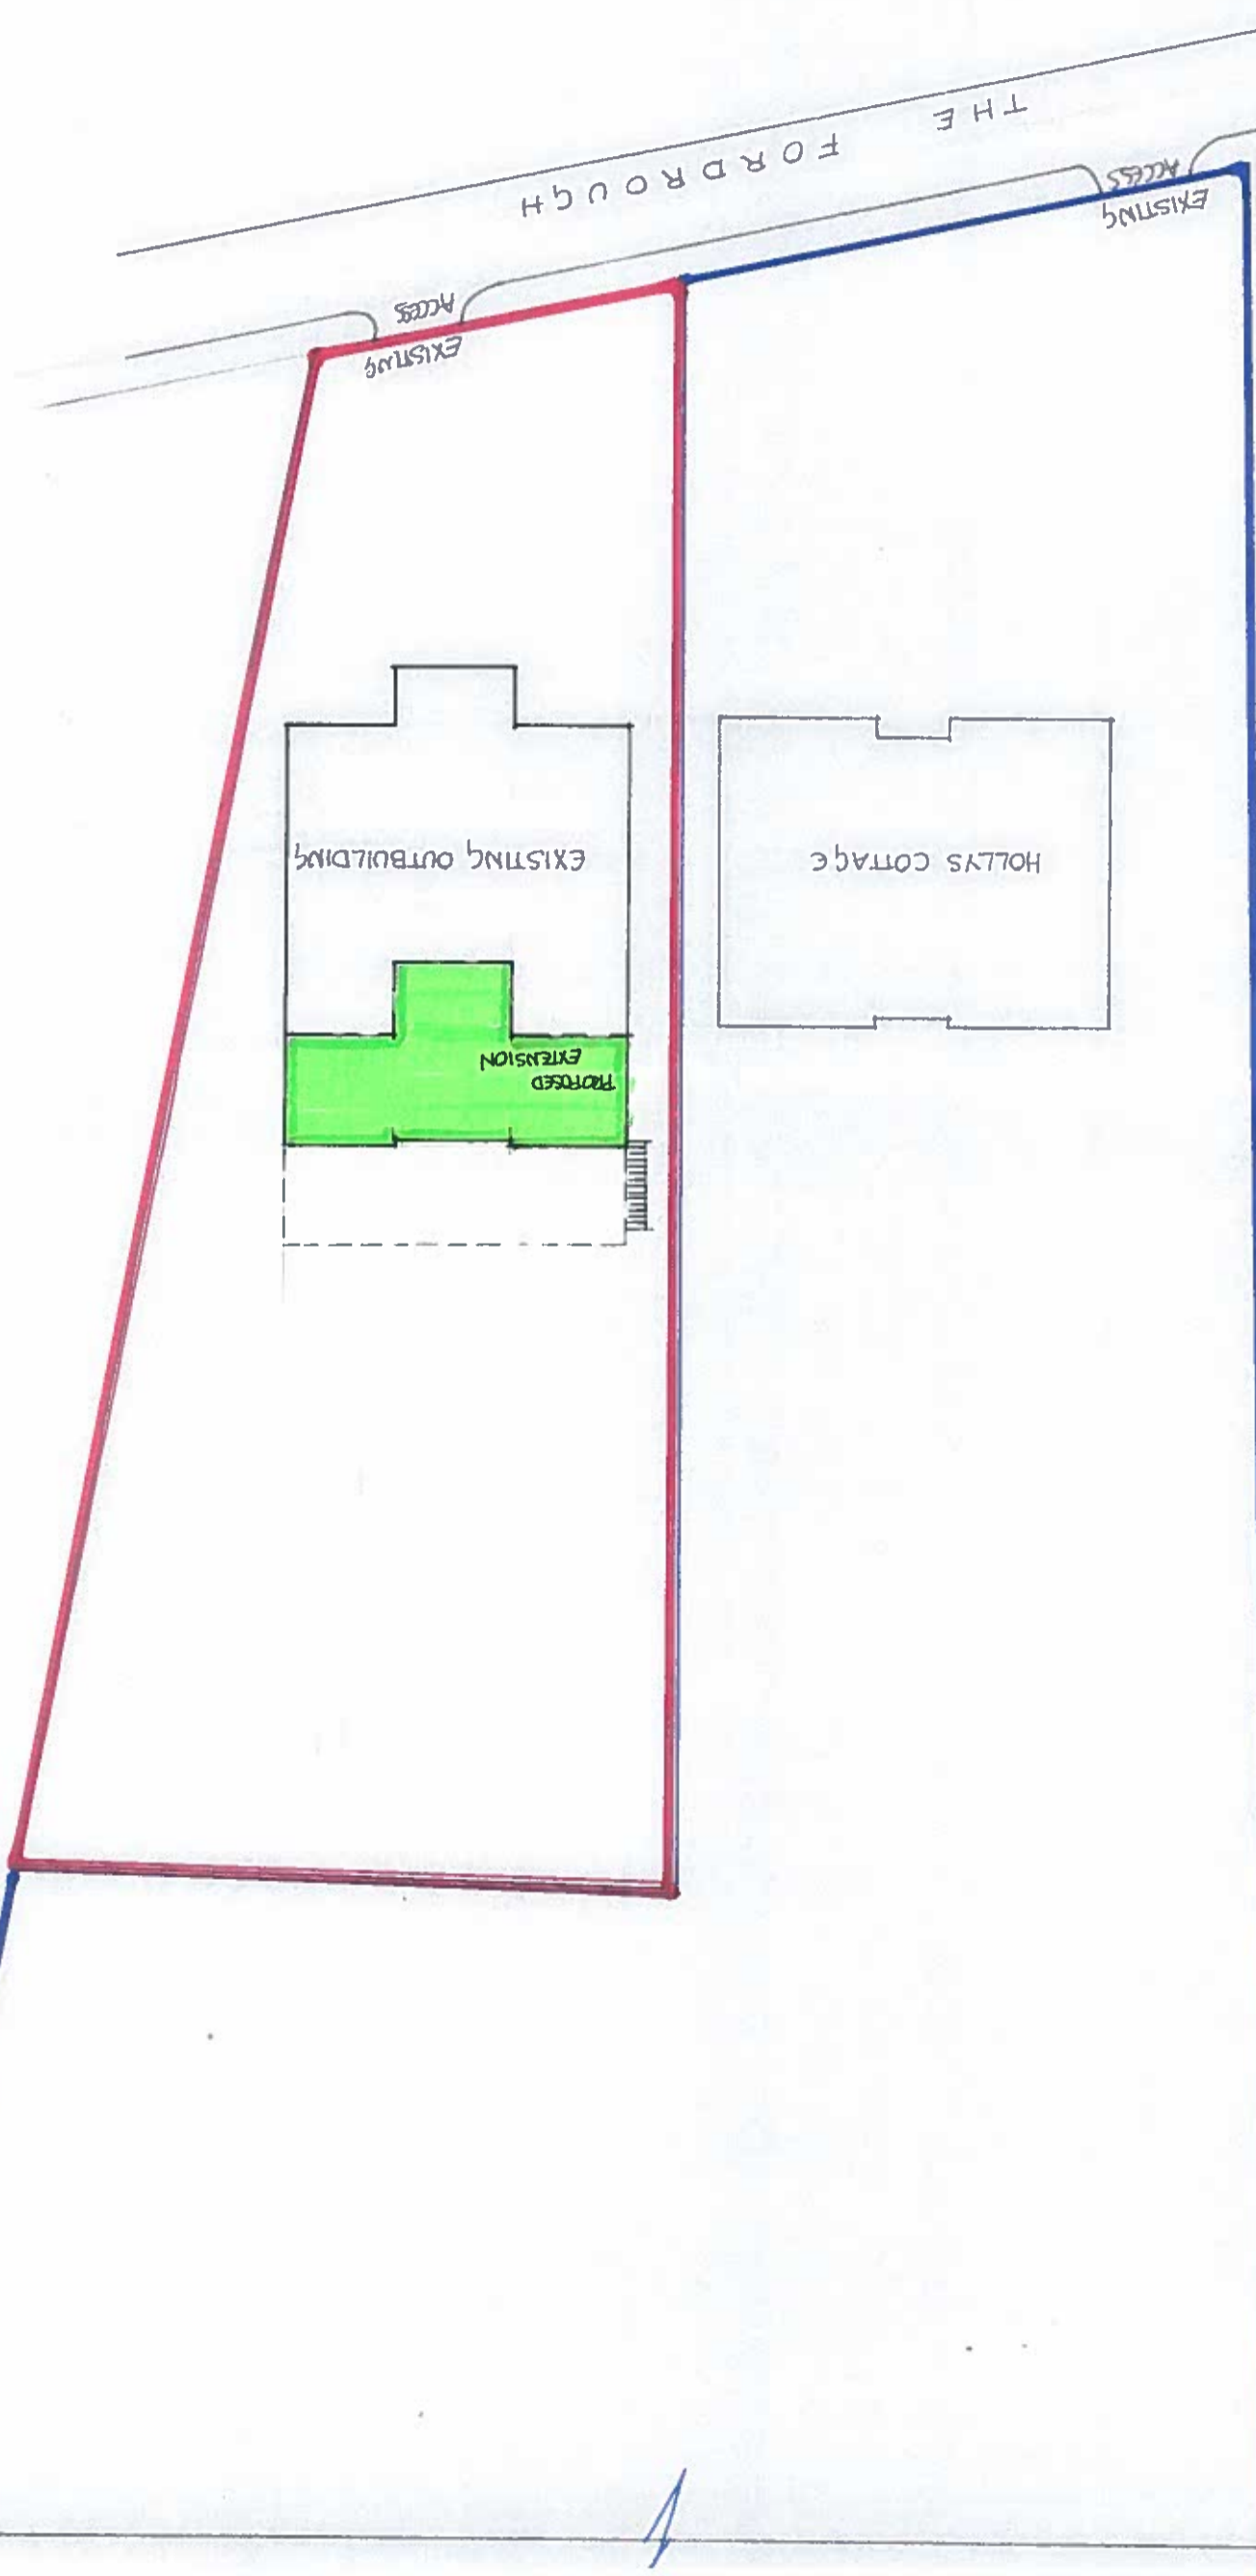 PROPOSED
EXTENSION
HOLLYS COTTAGE
EXISTING OUTBUILDING
EXISTING
ACCESS
EXISTING
ACCESS
THE FORDROUGH